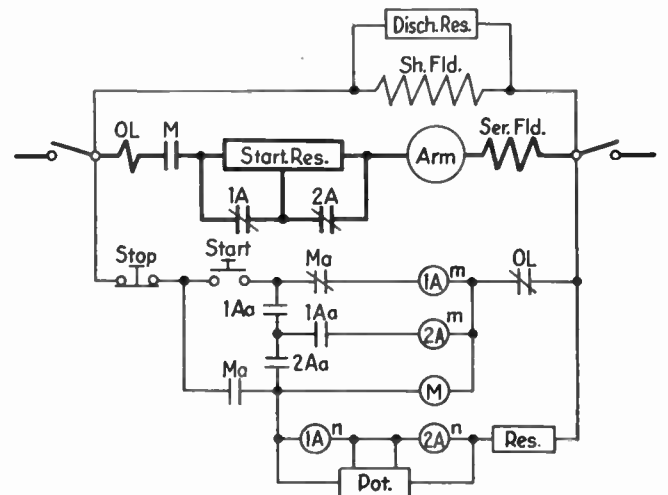 Disch. Res.
Sh. Fld.
OL
M
Start. Res.
Arm
Ser. Fld.
1A
2A
Stop
Start
Ma
1A m
OL
1Aa
1Aa
2A m
2Aa
Ma
M
1A n
2A n
Res.
Pot.